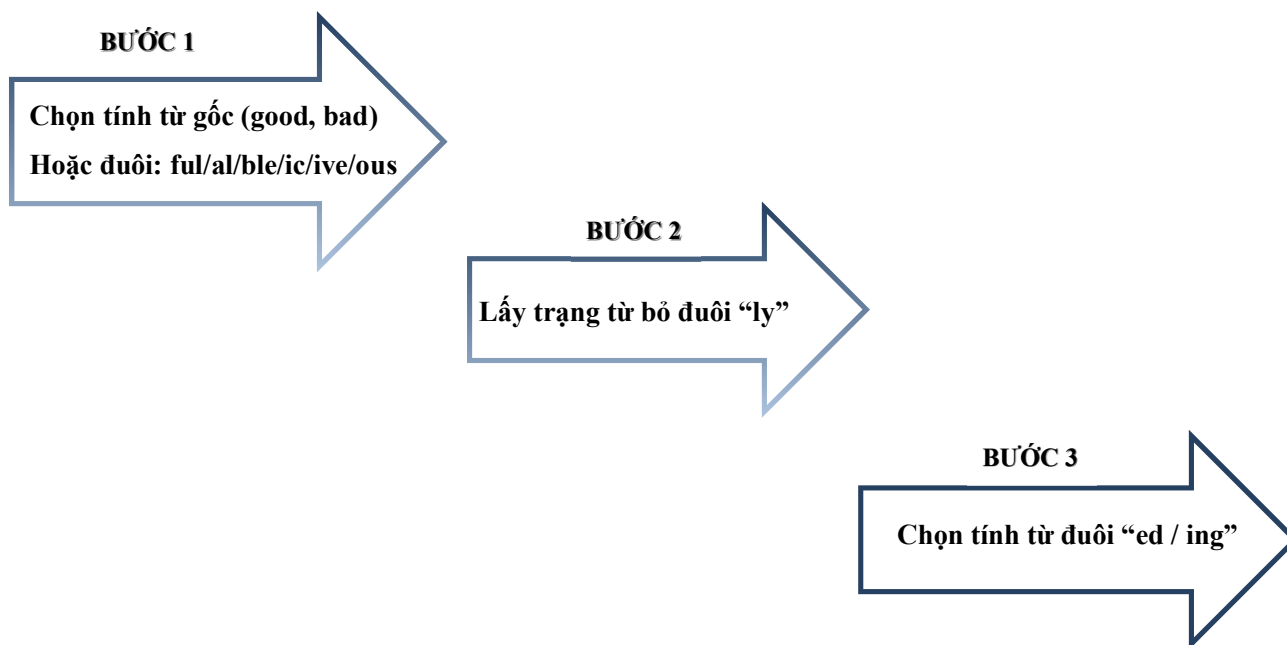 BƯỚC 1
Chọn tính từ gốc (good, bad)
Hoặc đuôi: ful/al/ble/ic/ive/ous
BƯỚC 2
Lấy trạng từ bỏ đuôi “ly”
BƯỚC 3
Chọn tính từ đuôi “ed / ing”